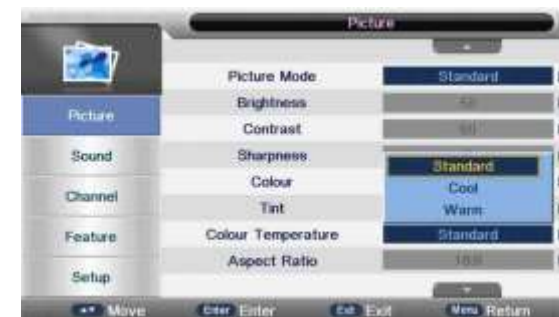 Picture
Picture Mode Standard
Picture
Brightness
Contrast
Sound
Sharpness
Standard
Colour
Cool
Channel
Tint
Warm
Feature
Colour Temperature Standard
Aspect Ratio
Setup
Move Enter Enter Exit Exit Menu Return